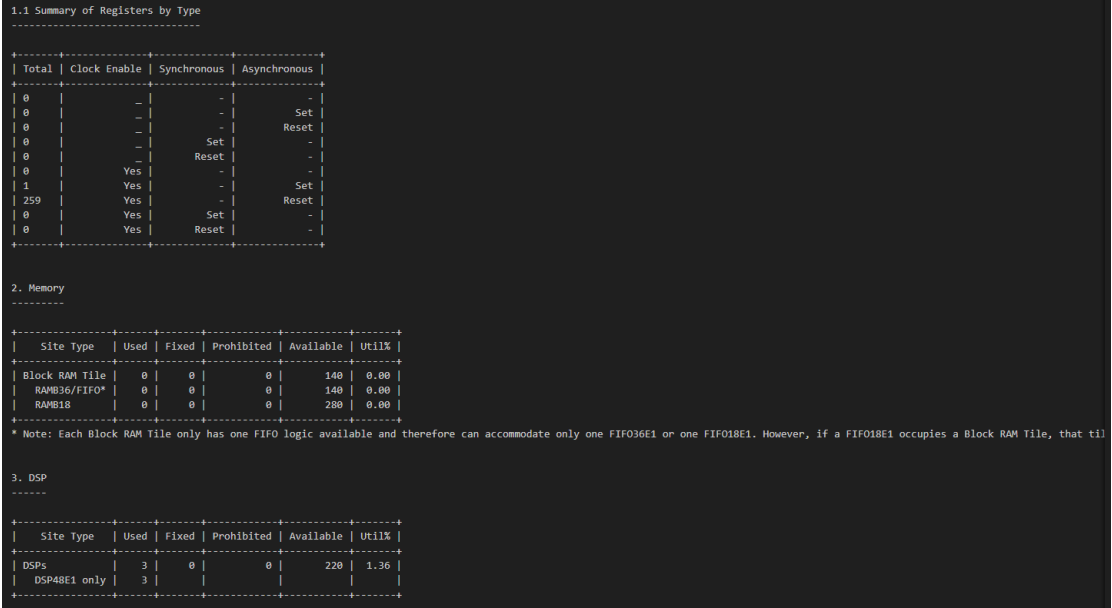 1.1 Summary of Registers by Type
--------------------------------
+-------+--------------+-------------+--------------+
| Total | Clock Enable | Synchronous | Asynchronous |
+-------+--------------+-------------+--------------+
| 0     |            _ |           - |            - |
| 0     |            _ |           - |          Set |
| 0     |            _ |           - |        Reset |
| 0     |            _ |         Set |            - |
| 0     |            _ |       Reset |            - |
| 0     |          Yes |           - |            - |
| 1     |          Yes |           - |          Set |
| 259   |          Yes |           - |        Reset |
| 0     |          Yes |         Set |            - |
| 0     |          Yes |       Reset |            - |
+-------+--------------+-------------+--------------+
2. Memory
---------
+----------------+------+-------+------------+-----------+-------+
|    Site Type   | Used | Fixed | Prohibited | Available | Util% |
+----------------+------+-------+------------+-----------+-------+
| Block RAM Tile |    0 |     0 |          0 |       140 |  0.00 |
|   RAMB36/FIFO* |    0 |     0 |          0 |       140 |  0.00 |
|   RAMB18       |    0 |     0 |          0 |       280 |  0.00 |
+----------------+------+-------+------------+-----------+-------+
* Note: Each Block RAM Tile only has one FIFO logic available and therefore can accommodate only one FIFO36E1 or one FIFO18E1. However, if a FIFO18E1 occupies a Block RAM Tile, that til
3. DSP
------
+----------------+------+-------+------------+-----------+-------+
|    Site Type   | Used | Fixed | Prohibited | Available | Util% |
+----------------+------+-------+------------+-----------+-------+
| DSPs           |    3 |     0 |          0 |       220 |  1.36 |
|   DSP48E1 only |    3 |       |            |           |       |
+----------------+------+-------+------------+-----------+-------+